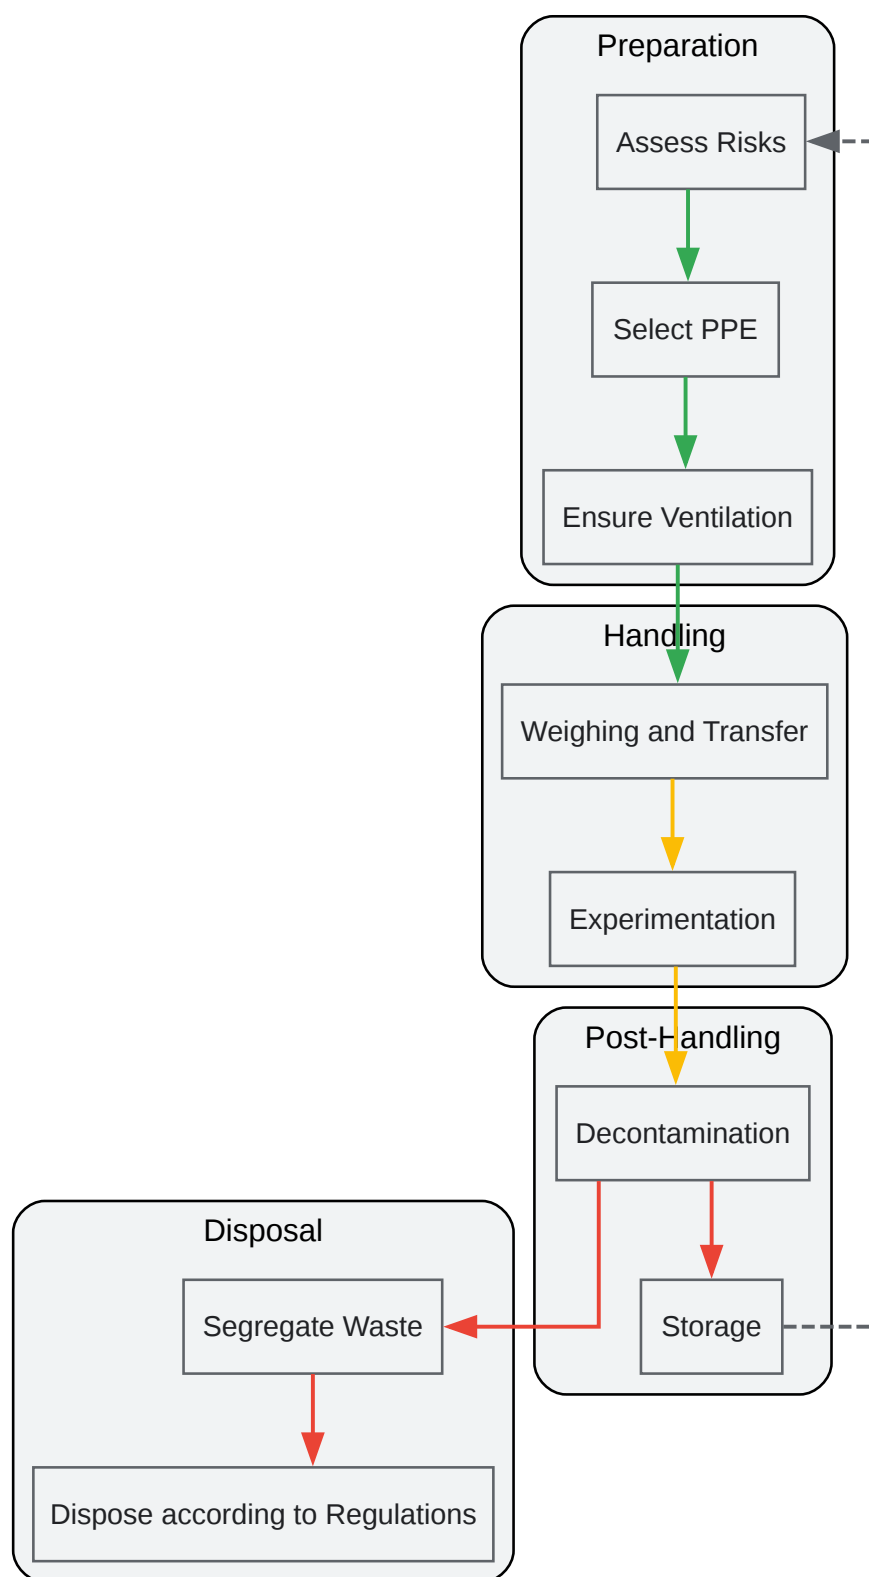 Preparation
Assess Risks
Select PPE
Ensure Ventilation
Handling
Weighing and Transfer
Experimentation
Post-Handling
Decontamination
Disposal
Segregate Waste
Storage
Dispose according to Regulations